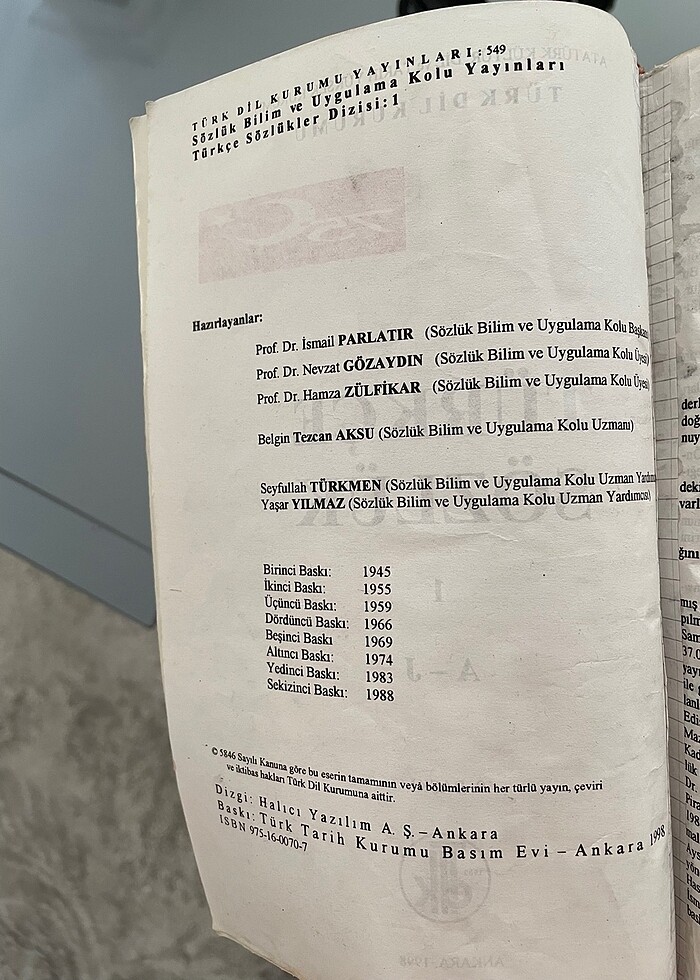 TÜRK DİL KURUMU YAYINLARI: 549
Sözlük Bilim ve Uygulama Kolu Yayınları
Türkçe Sözlükler Dizisi: 1
Hazırlayanlar:
Prof. Dr. İsmail PARLATIR (Sözlük Bilim ve Uygulama Kolu Başkanı
Prof. Dr. Nevzat GÖZAYDIN (Sözlük Bilim ve Uygulama Kolu Üyesi)
Prof. Dr. Hamza ZÜLFİKAR (Sözlük Bilim ve Uygulama Kolu Üyesi)
Belgin Tezcan AKSU (Sözlük Bilim ve Uygulama Kolu Uzmanı)
Seyfullah TÜRKMEN (Sözlük Bilim ve Uygulama Kolu Uzman Yardım
Yaşar YILMAZ (Sözlük Bilim ve Uygulama Kolu Uzman Yardımcısı)
Birinci Baskı: 1945
İkinci Baskı: 1955
Üçüncü Baskı: 1959
Dördüncü Baskı: 1966
Beşinci Baskı 1969
Altıncı Baskı: 1974
Yedinci Baskı: 1983
Sekizinci Baskı: 1988
© 5846 Sayılı Kanuna göre bu eserin tamamının veya bölümlerinin her türlü yayın, çeviri
ve iktibas hakları Türk Dil Kurumuna aittir.
Dizgi: Halıcı Yazılım A. Ş. – Ankara
Baskı: Türk Tarih Kurumu Basım Evi – Ankara 1998
ISBN 975-16-0070-7